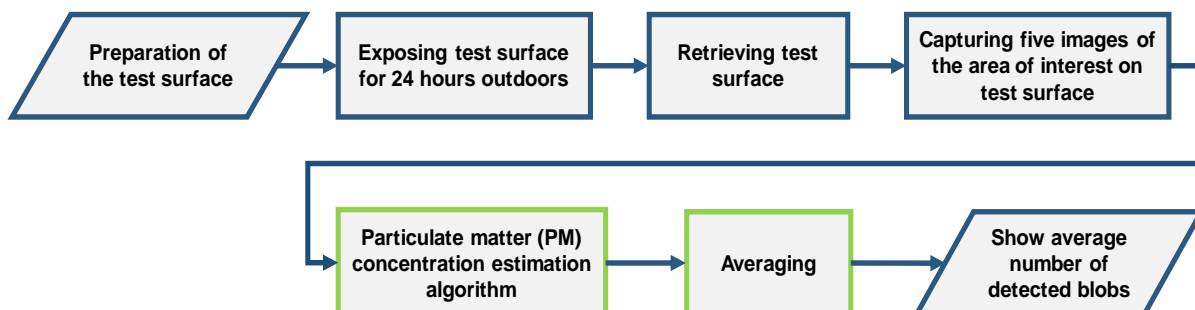 Preparation of
the test surface
Exposing test surface
for 24 hours outdoors
Retrieving test
surface
Capturing five images of
the area of interest on
test surface
Particulate matter (PM)
concentration estimation
algorithm
Averaging
Show average
number of
detected blobs